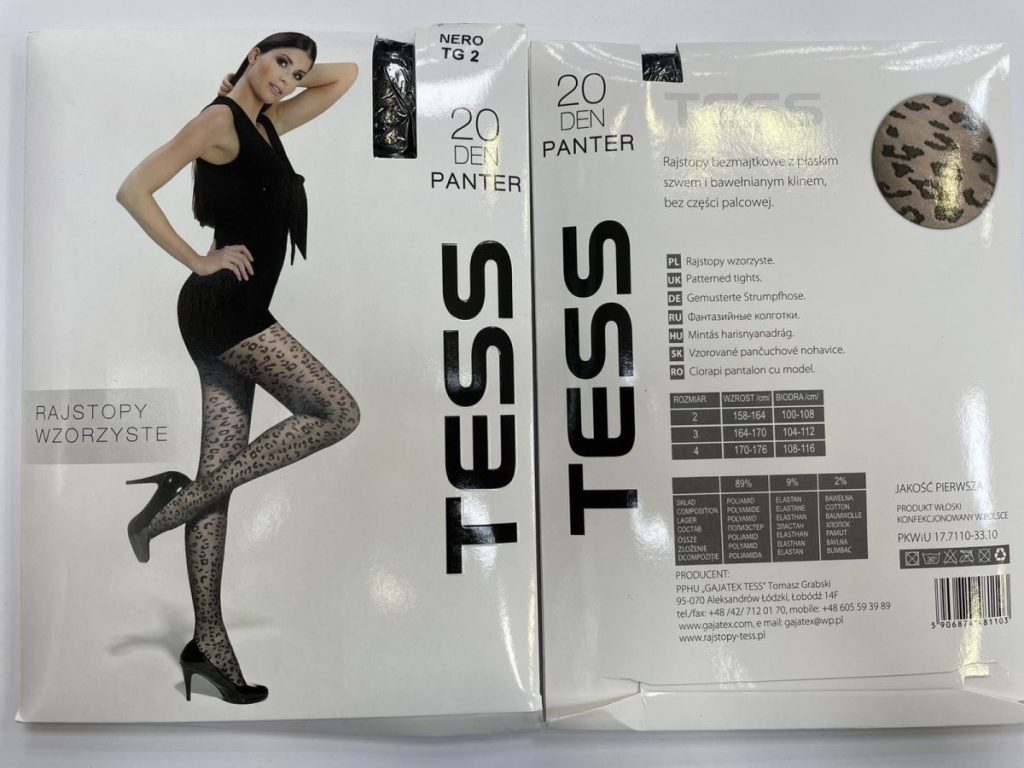 NERO
TG 2
20
DEN
PANTER
TESS
RAJSTOPY
WZORZYSTE
20
DEN
PANTER
TESS
TESS
Rajstopy bezmajtkowe z płaskim
szwem i bawełnianym klinem,
bez części palcowej.
PL Rajstopy wzorzyste.
UK Patterned tights.
DE Gemusterte Strumpfhose.
RU Фантазийные колготки.
HU Mintás harisnyanadrág.
SK Vzorované pančuchové nohavice.
RO Ciorapi pantalon cu model.
ROZMIAR WZROST /cm/ BIODRA /cm/
2 158-164 100-108
3 164-170 104-112
4 170-176 108-116
89% 9% 2%
SKŁAD POLIAMID ELASTAN BAWEŁNA
COMPOSITION POLYAMIDE ELASTANE COTTON
LAGER POLYAMID ELASTHAN BAUMWOLLE
СОСТАВ ПОЛИЭСТЕР ЭЛАСТАН ХЛОПОК
ÖSSZE POLYAMID ELASTHAN PAMUT
ZLOŽENIE POLYAMID ELASTHAN BAVLNA
DCOMPOZIŢIE POLIAMIDA ELASTAN BUMBAC
JAKOŚĆ PIERWSZA
PRODUKT WŁOSKI
KONFEKCJONOWANY W POLSCE
PKWiU 17.7110-33.10
30°
PRODUCENT:
PPHU „GAJATEX TESS" Tomasz Grabski
95-070 Aleksandrów Łódzki, Łobódź 14F
tel./fax: +48 /42/ 712 01 70, mobile: +48 605 59 39 89
www.gajatex.com, e mail: gajatex@wp.pl
www.rajstopy-tess.pl
5 906874 81103